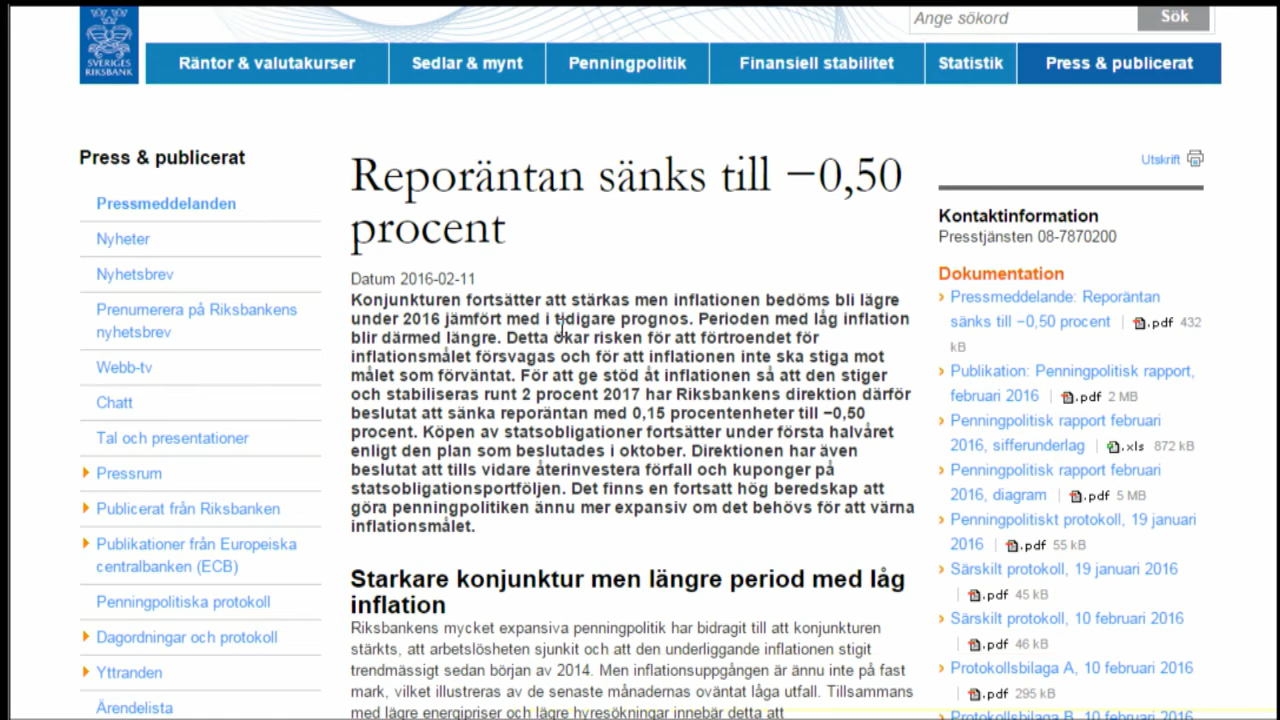 Ange sökord
Sök
SVERIGES
RIKSBANK
Räntor & valutakurser
Sedlar & mynt
Penningpolitik
Finansiell stabilitet
Statistik
Press & publicerat
Press & publicerat
Pressmeddelanden
Nyheter
Nyhetsbrev
Prenumerera på Riksbankens
nyhetsbrev
Webb-tv
Chatt
Tal och presentationer
Pressrum
Publicerat från Riksbanken
Publikationer från Europeiska
centralbanken (ECB)
Penningpolitiska protokoll
Dagordningar och protokoll
Yttranden
Ärendelista
Reporäntan sänks till −0,50
procent
Datum 2016-02-11
Konjunkturen fortsätter att stärkas men inflationen bedöms bli lägre
under 2016 jämfört med i tidigare prognos. Perioden med låg inflation
blir därmed längre. Detta ökar risken för att förtroendet för
inflationsmålet försvagas och för att inflationen inte ska stiga mot
målet som förväntat. För att ge stöd åt inflationen så att den stiger
och stabiliseras runt 2 procent 2017 har Riksbankens direktion därför
beslutat att sänka reporäntan med 0,15 procentenheter till −0,50
procent. Köpen av statsobligationer fortsätter under första halvåret
enligt den plan som beslutades i oktober. Direktionen har även
beslutat att tills vidare återinvestera förfall och kuponger på
statsobligationsportföljen. Det finns en fortsatt hög beredskap att
göra penningpolitiken ännu mer expansiv om det behövs för att värna
inflationsmålet.
Starkare konjunktur men längre period med låg
inflation
Riksbankens mycket expansiva penningpolitik har bidragit till att konjunkturen
stärkts, att arbetslösheten sjunkit och att den underliggande inflationen stigit
trendmässigt sedan början av 2014. Men inflationsuppgången är ännu inte på fast
mark, vilket illustreras av de senaste månadernas oväntat låga utfall. Tillsammans
med lägre energipriser och lägre hyresökningar innebär detta att
Utskrift
Kontaktinformation
Presstjänsten 08-7870200
Dokumentation
Pressmeddelande: Reporäntan
sänks till −0,50 procent | .pdf 432
kB
Publikation: Penningpolitisk rapport,
februari 2016 | .pdf 2 MB
Penningpolitisk rapport februari
2016, sifferunderlag | .xls 872 kB
Penningpolitisk rapport februari
2016, diagram | .pdf 5 MB
Penningpolitiskt protokoll, 19 januari
2016 | .pdf 55 kB
Särskilt protokoll, 19 januari 2016
| .pdf 45 kB
Särskilt protokoll, 10 februari 2016
| .pdf 46 kB
Protokollsbilaga A, 10 februari 2016
| .pdf 295 kB
Protokollsbilaga B, 10 februari 2016